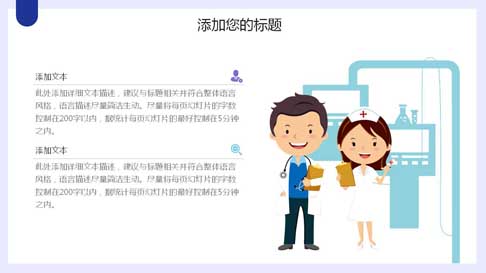 添加您的标题
添加文本
此处添加详细文本描述，建议与标题相关并符合整体语言
风格，语言描述尽量简洁生动。尽量将每页幻灯片的字数
控制在200字以内，据统计每页幻灯片的最好控制在5分钟
之内。
添加文本
此处添加详细文本描述，建议与标题相关并符合整体语言
风格，语言描述尽量简洁生动。尽量将每页幻灯片的字数
控制在200字以内，据统计每页幻灯片的最好控制在5分钟
之内。